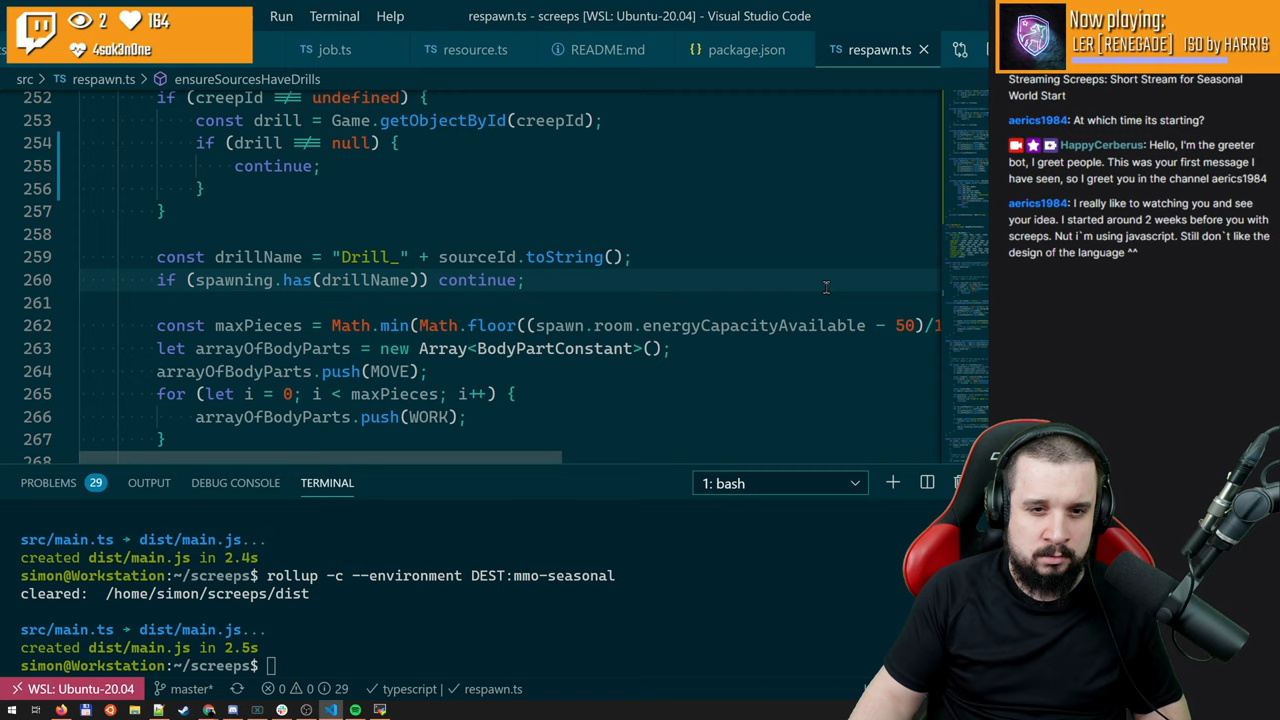 2 164
4sak3n0ne
Run Terminal Help respawn.ts - screeps [WSL: Ubuntu-20.04] - Visual Studio Code
job.ts resource.ts README.md package.json respawn.ts
src > respawn.ts > ensureSourcesHaveDrills
252 if (creepId ≢ undefined) {
253 const drill = Game.getObjectById(creepId);
254 if (drill ≢ null) {
255 continue;
256 }
257 }
258
259 const drillName = "Drill_" + sourceId.toString();
260 if (spawning.has(drillName)) continue;
261
262 const maxPieces = Math.min(Math.floor((spawn.room.energyCapacityAvailable - 50)/1
263 let arrayOfBodyParts = new Array<BodyPartConstant>();
264 arrayOfBodyParts.push(MOVE);
265 for (let i = 0; i < maxPieces; i++) {
266 arrayOfBodyParts.push(WORK);
267 }
268
PROBLEMS 29 OUTPUT DEBUG CONSOLE TERMINAL 1: bash
src/main.ts → dist/main.js...
created dist/main.js in 2.4s
simon@Workstation:~/screeps$ rollup -c --environment DEST:mmo-seasonal
cleared: /home/simon/screeps/dist
src/main.ts → dist/main.js...
created dist/main.js in 2.5s
simon@Workstation:~/screeps$
WSL: Ubuntu-20.04 master* 0 0 29 typescript | respawn.ts
Now playing:
LER [RENEGADE] ISO by HARRIS
Streaming Screeps: Short Stream for Seasonal
World Start
aerics1984: At which time its starting?
HappyCerberus: Hello, I'm the greeter
bot, I greet people. This was your first message I
have seen, so I greet you in the channel aerics1984
aerics1984: I really like to watching you and see
your idea. I started around 2 weeks before you with
screeps. Nut i`m using javascript. Still don`t like the
design of the language ^^